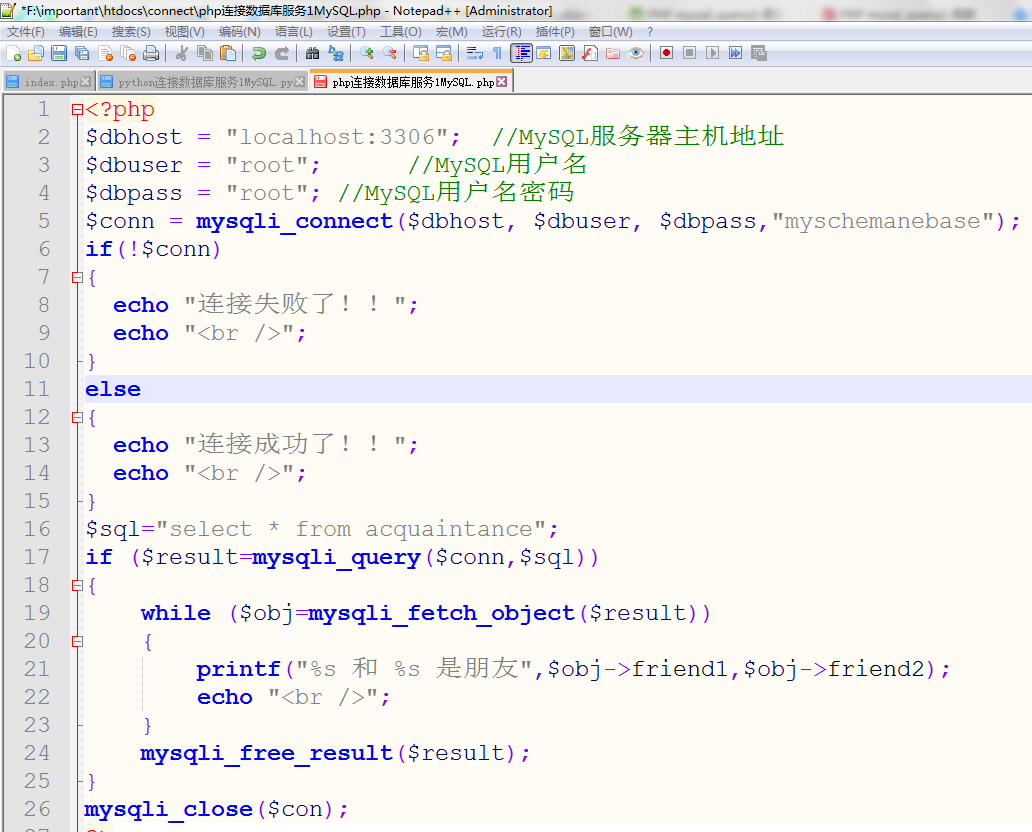 *F:\important\htdocs\connect\php连接数据库服务1MySQL.php - Notepad++ [Administrator]
文件(F) 编辑(E) 搜索(S) 视图(V) 编码(N) 语言(L) 设置(T) 工具(O) 宏(M) 运行(R) 插件(P) 窗口(W) ?
index.php python连接数据库服务1MySQL.py php连接数据库服务1MySQL.php
1 <?php
2 $dbhost = "localhost:3306"; //MySQL服务器主机地址
3 $dbuser = "root"; //MySQL用户名
4 $dbpass = "root"; //MySQL用户名密码
5 $conn = mysqli_connect($dbhost, $dbuser, $dbpass,"myschemanebase");
6 if(!$conn)
7 {
8 echo "连接失败了！！";
9 echo "<br />";
10 }
11 else
12 {
13 echo "连接成功了！！";
14 echo "<br />";
15 }
16 $sql="select * from acquaintance";
17 if ($result=mysqli_query($conn,$sql))
18 {
19 while ($obj=mysqli_fetch_object($result))
20 {
21 printf("%s 和 %s 是朋友",$obj->friend1,$obj->friend2);
22 echo "<br />";
23 }
24 mysqli_free_result($result);
25 }
26 mysqli_close($con);